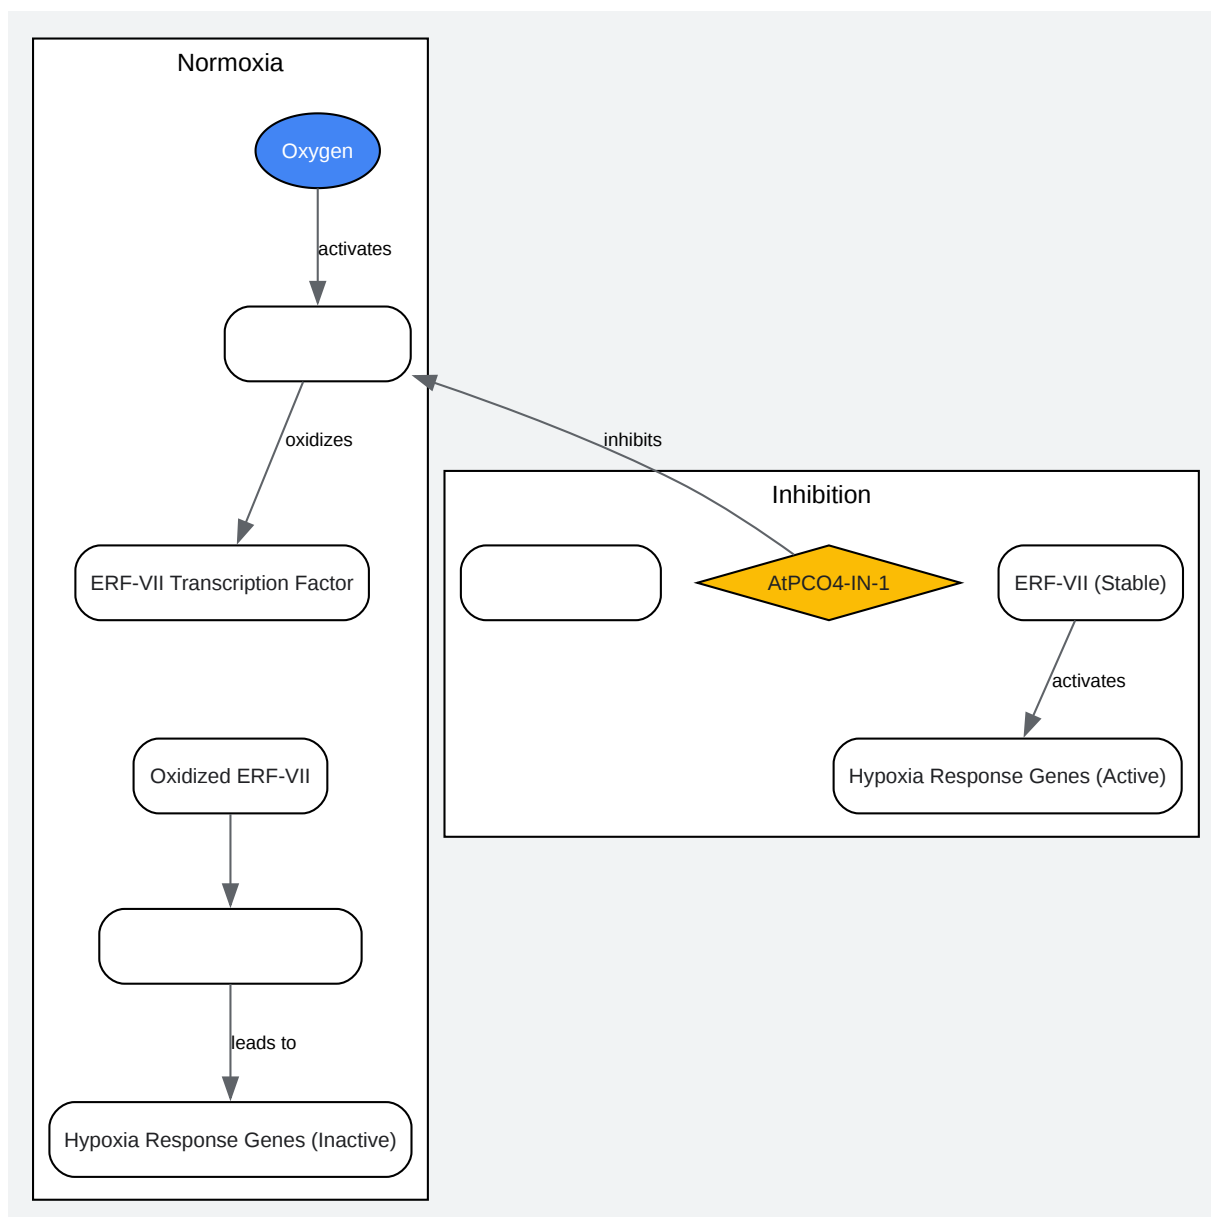 Normoxia
Oxygen
activates
oxidizes
ERF-VII Transcription Factor
Oxidized ERF-VII
leads to
Hypoxia Response Genes (Inactive)
inhibits
Inhibition
AtPCO4-IN-1
ERF-VII (Stable)
activates
Hypoxia Response Genes (Active)